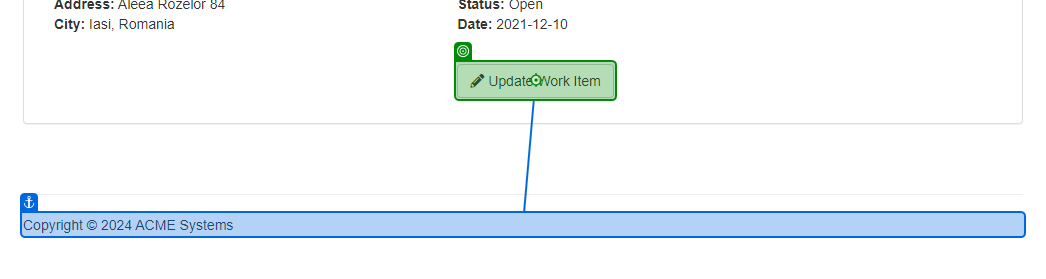 Address: Aleea Rozelor 84
Status: Open
City: Iasi, Romania
Date: 2021-12-10
Update Work Item
Copyright © 2024 ACME Systems